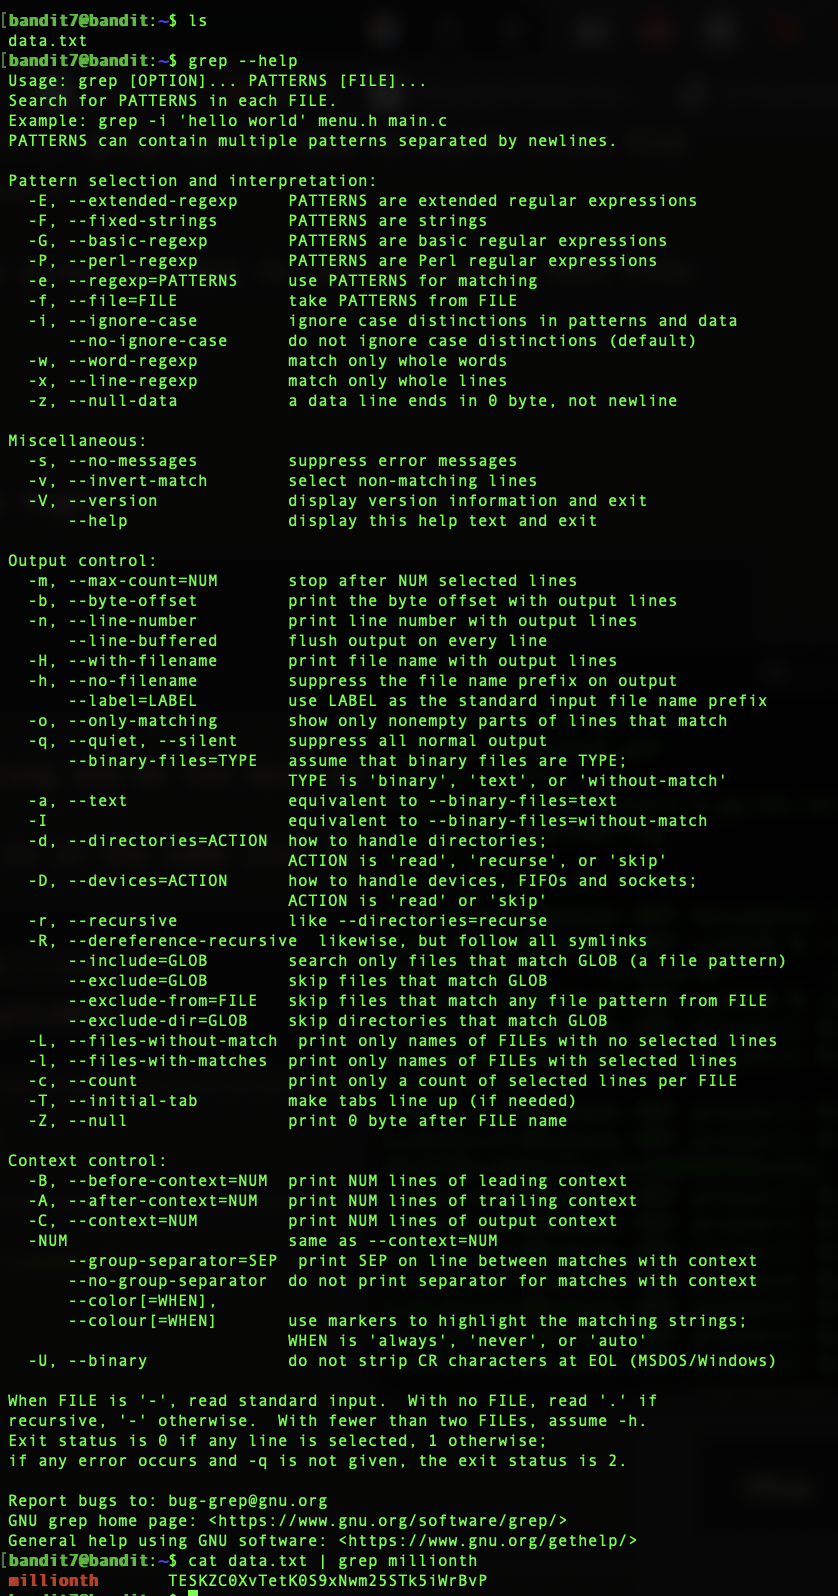 [bandit7@bandit:~$ ls
data.txt
[bandit7@bandit:~$ grep --help
Usage: grep [OPTION]... PATTERNS [FILE]...
Search for PATTERNS in each FILE.
Example: grep -i 'hello world' menu.h main.c
PATTERNS can contain multiple patterns separated by newlines.

Pattern selection and interpretation:
  -E, --extended-regexp     PATTERNS are extended regular expressions
  -F, --fixed-strings       PATTERNS are strings
  -G, --basic-regexp        PATTERNS are basic regular expressions
  -P, --perl-regexp         PATTERNS are Perl regular expressions
  -e, --regexp=PATTERNS     use PATTERNS for matching
  -f, --file=FILE           take PATTERNS from FILE
  -i, --ignore-case         ignore case distinctions in patterns and data
      --no-ignore-case      do not ignore case distinctions (default)
  -w, --word-regexp         match only whole words
  -x, --line-regexp         match only whole lines
  -z, --null-data           a data line ends in 0 byte, not newline

Miscellaneous:
  -s, --no-messages         suppress error messages
  -v, --invert-match        select non-matching lines
  -V, --version             display version information and exit
      --help                display this help text and exit

Output control:
  -m, --max-count=NUM       stop after NUM selected lines
  -b, --byte-offset         print the byte offset with output lines
  -n, --line-number         print line number with output lines
      --line-buffered       flush output on every line
  -H, --with-filename       print file name with output lines
  -h, --no-filename         suppress the file name prefix on output
      --label=LABEL         use LABEL as the standard input file name prefix
  -o, --only-matching       show only nonempty parts of lines that match
  -q, --quiet, --silent     suppress all normal output
      --binary-files=TYPE   assume that binary files are TYPE;
                            TYPE is 'binary', 'text', or 'without-match'
  -a, --text                equivalent to --binary-files=text
  -I                        equivalent to --binary-files=without-match
  -d, --directories=ACTION  how to handle directories;
                            ACTION is 'read', 'recurse', or 'skip'
  -D, --devices=ACTION      how to handle devices, FIFOs and sockets;
                            ACTION is 'read' or 'skip'
  -r, --recursive           like --directories=recurse
  -R, --dereference-recursive  likewise, but follow all symlinks
      --include=GLOB        search only files that match GLOB (a file pattern)
      --exclude=GLOB        skip files that match GLOB
      --exclude-from=FILE   skip files that match any file pattern from FILE
      --exclude-dir=GLOB    skip directories that match GLOB
  -L, --files-without-match  print only names of FILEs with no selected lines
  -l, --files-with-matches  print only names of FILEs with selected lines
  -c, --count               print only a count of selected lines per FILE
  -T, --initial-tab         make tabs line up (if needed)
  -Z, --null                print 0 byte after FILE name

Context control:
  -B, --before-context=NUM  print NUM lines of leading context
  -A, --after-context=NUM   print NUM lines of trailing context
  -C, --context=NUM         print NUM lines of output context
  -NUM                      same as --context=NUM
      --group-separator=SEP  print SEP on line between matches with context
      --no-group-separator  do not print separator for matches with context
      --color[=WHEN],
      --colour[=WHEN]       use markers to highlight the matching strings;
                            WHEN is 'always', 'never', or 'auto'
  -U, --binary              do not strip CR characters at EOL (MSDOS/Windows)

When FILE is '-', read standard input.  With no FILE, read '.' if
recursive, '-' otherwise.  With fewer than two FILEs, assume -h.
Exit status is 0 if any line is selected, 1 otherwise;
if any error occurs and -q is not given, the exit status is 2.

Report bugs to: bug-grep@gnu.org
GNU grep home page: <https://www.gnu.org/software/grep/>
General help using GNU software: <https://www.gnu.org/gethelp/>
[bandit7@bandit:~$ cat data.txt | grep millionth
millionth       TESKZC0XvTetK0S9xNwm25STk5iWrBvP